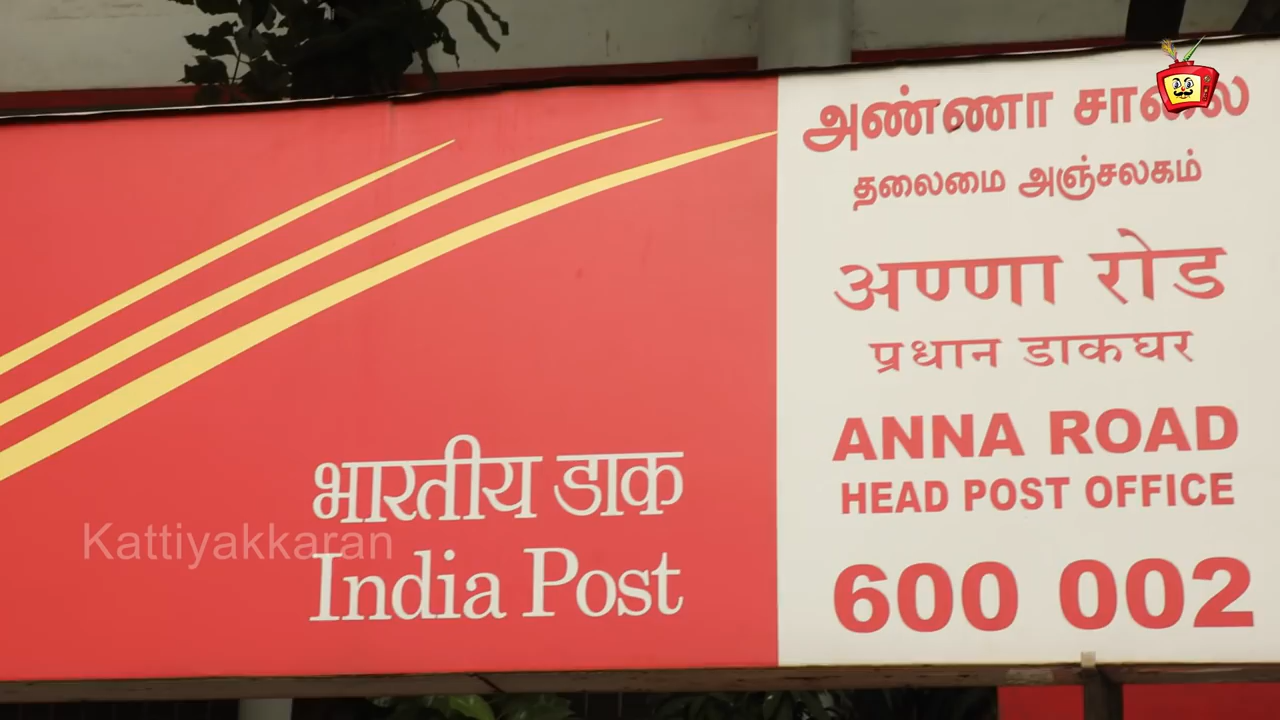 அண்ணா சாலை
தலைமை அஞ்சலகம்
अण्णा रोड
प्रधान डाकघर
ANNA ROAD
HEAD POST OFFICE
600 002
भारतीय डाक
India Post
Kattiyakkaran